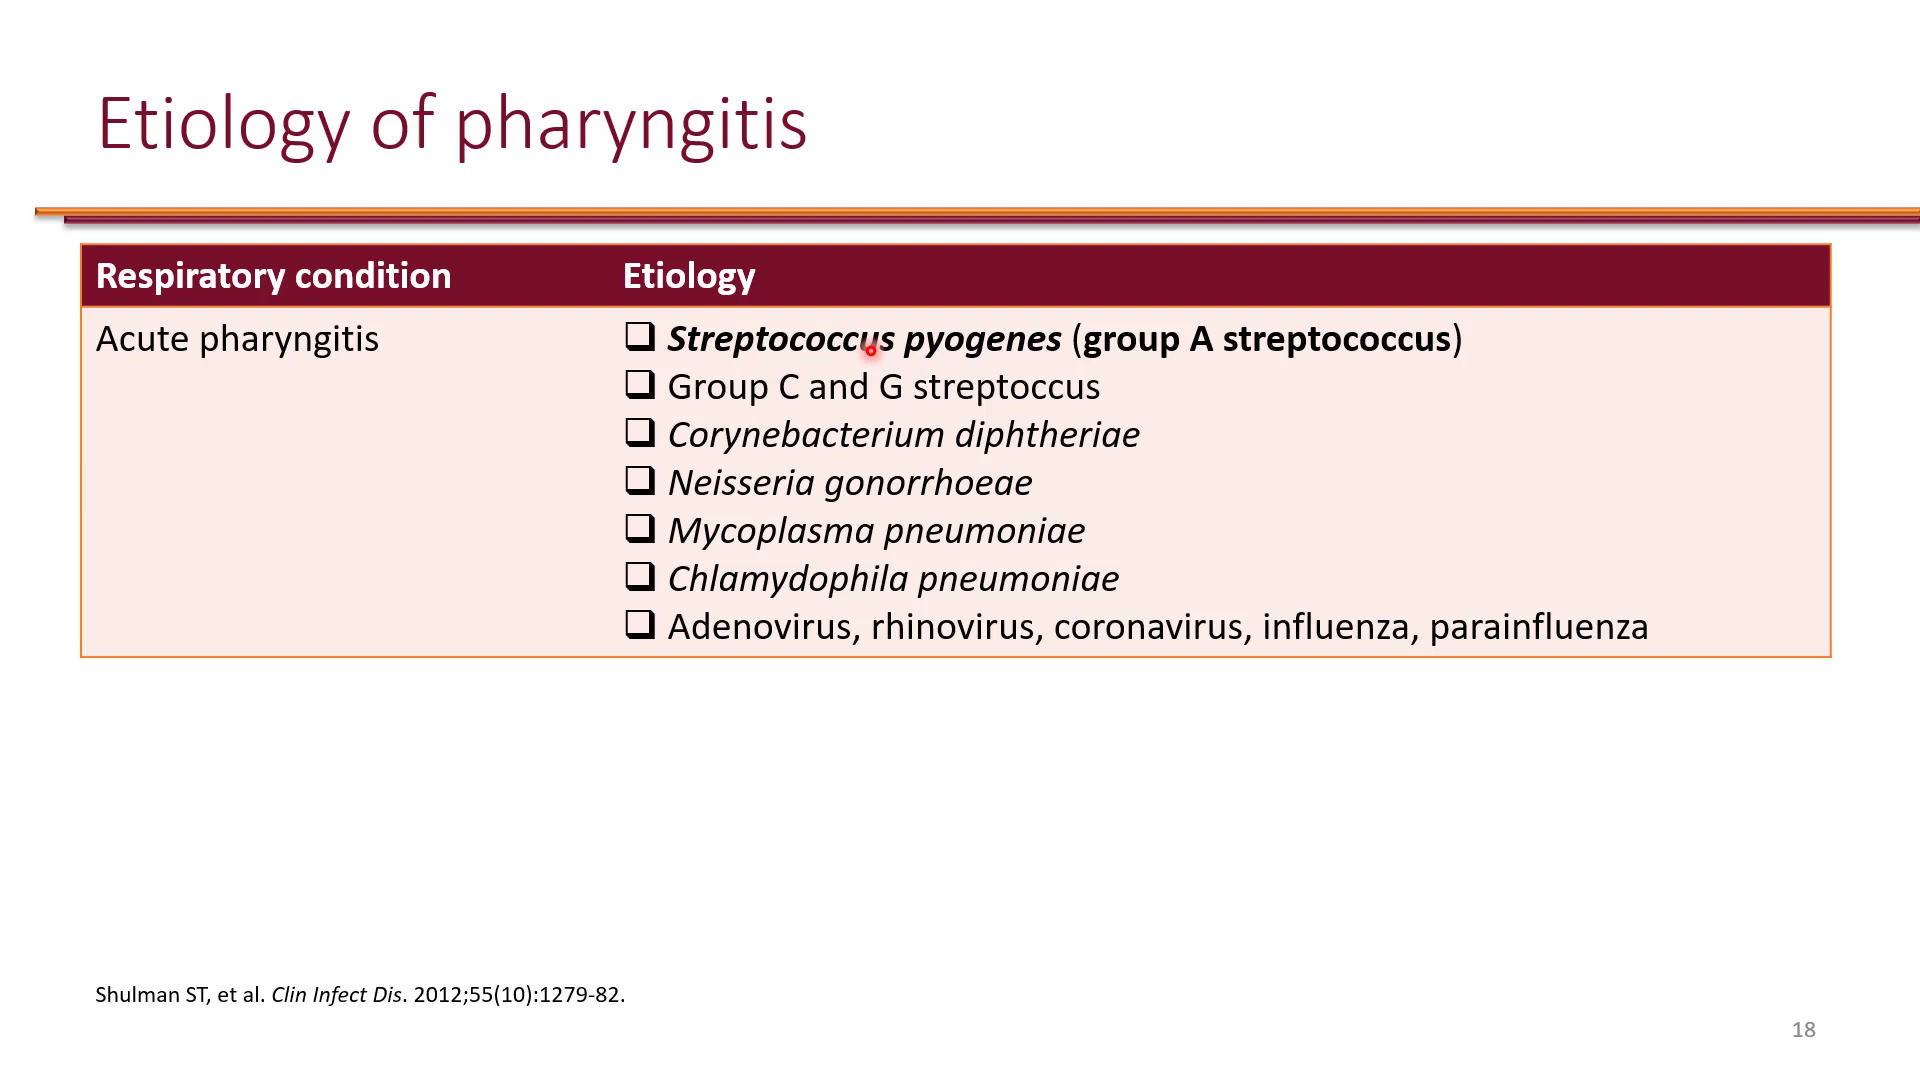 Etiology of pharyngitis
Respiratory condition Etiology
Acute pharyngitis Streptococcus pyogenes (group A streptococcus)
Group C and G streptoccus
Corynebacterium diphtheriae
Neisseria gonorrhoeae
Mycoplasma pneumoniae
Chlamydophila pneumoniae
Adenovirus, rhinovirus, coronavirus, influenza, parainfluenza
Shulman ST, et al. Clin Infect Dis. 2012;55(10):1279-82.
18